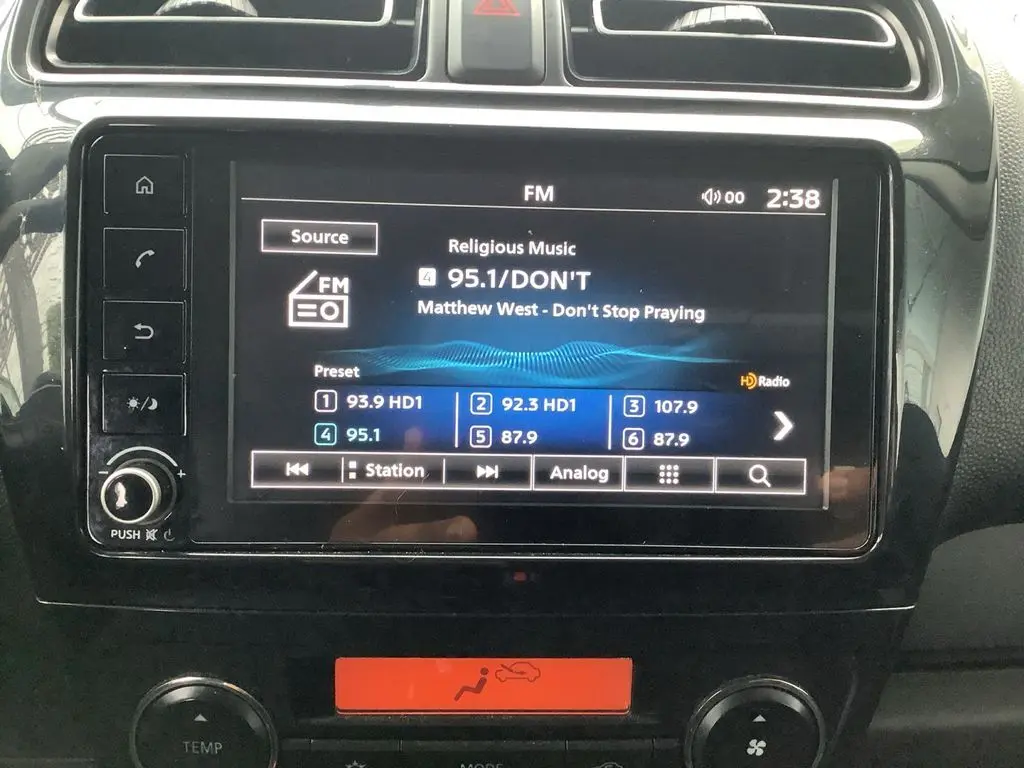 FM
00 2:38
Source
Religious Music
FM
4 95.1/DON'T
Matthew West - Don't Stop Praying
Preset
HD Radio
1 93.9 HD1 2 92.3 HD1 3 107.9
4 95.1 5 87.9 6 87.9
Station Analog
PUSH
TEMP
MODE